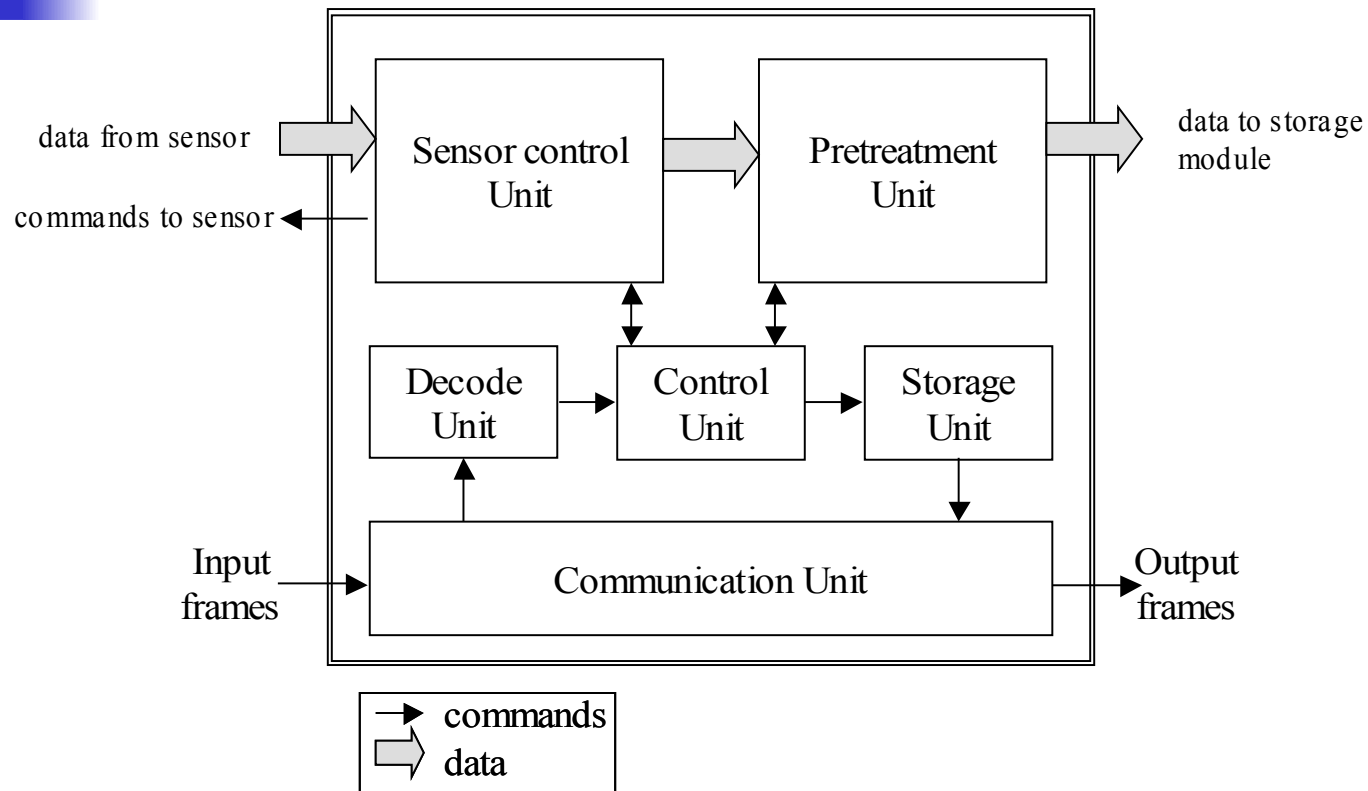 data from sensor
commands to sensor
Sensor control
Unit
Pretreatment
Unit
data to storage
module
Decode
Unit
Control
Unit
Storage
Unit
Input
frames
Communication Unit
Output
frames
commands
data